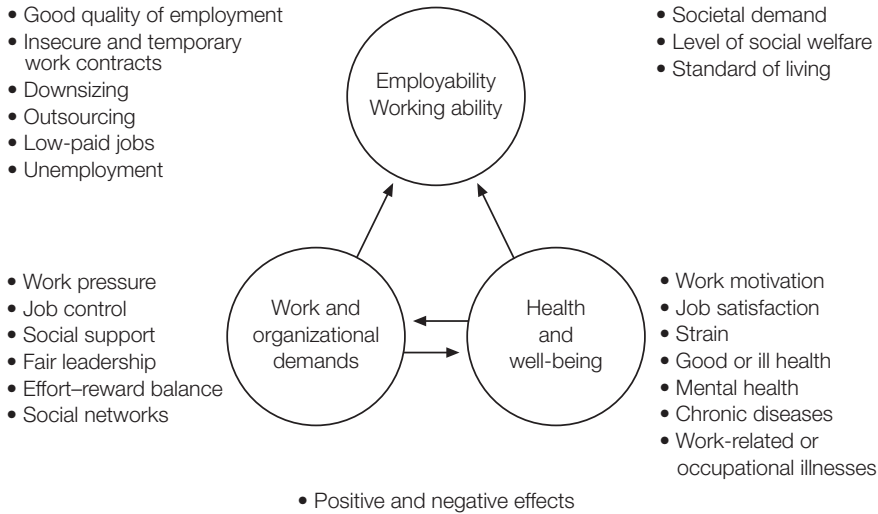 • Good quality of employment
• Insecure and temporary
work contracts
• Downsizing
• Outsourcing
• Low-paid jobs
• Unemployment
Employability
Working ability
• Societal demand
• Level of social welfare
• Standard of living
• Work pressure
• Job control
• Social support
• Fair leadership
• Effort–reward balance
• Social networks
Work and
organizational
demands
Health
and
well-being
• Work motivation
• Job satisfaction
• Strain
• Good or ill health
• Mental health
• Chronic diseases
• Work-related or
occupational illnesses
• Positive and negative effects